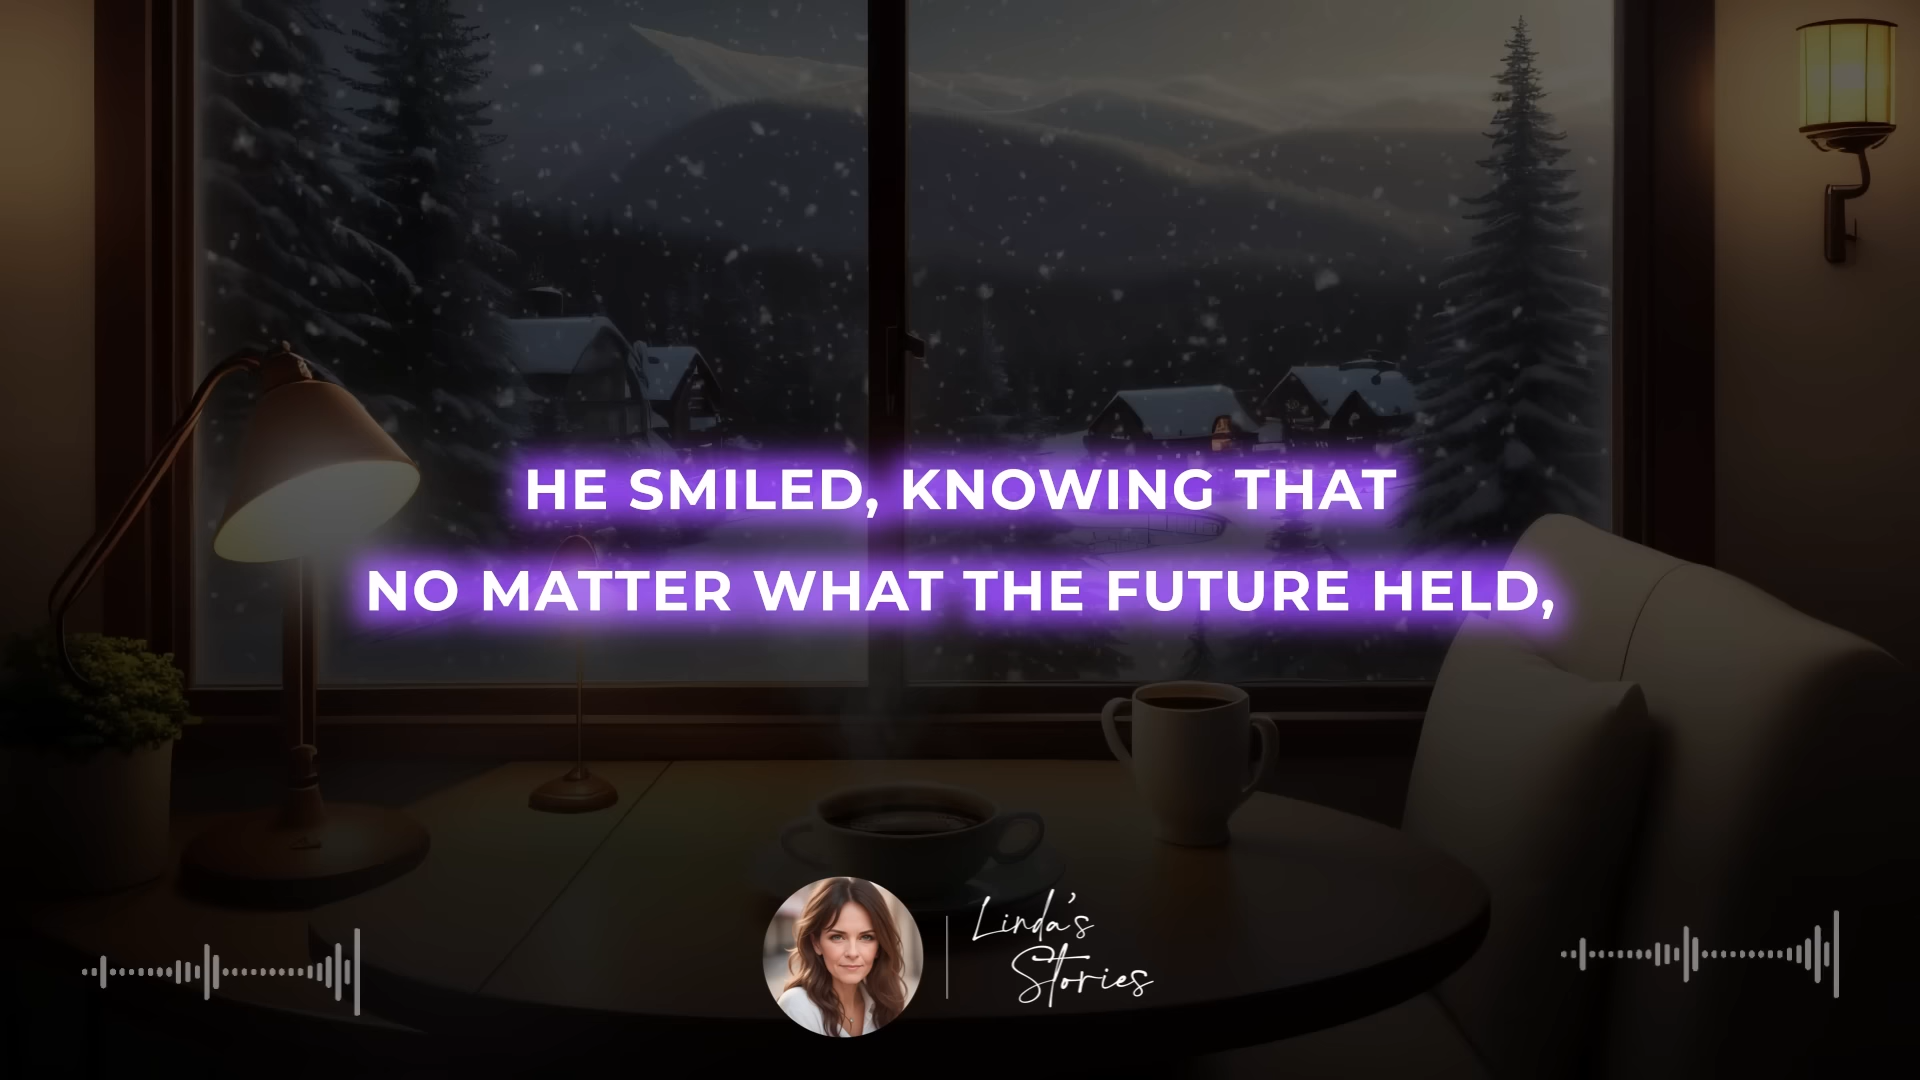 HE SMILED, KNOWING THAT
NO MATTER WHAT THE FUTURE HELD,
Linda's
Stories